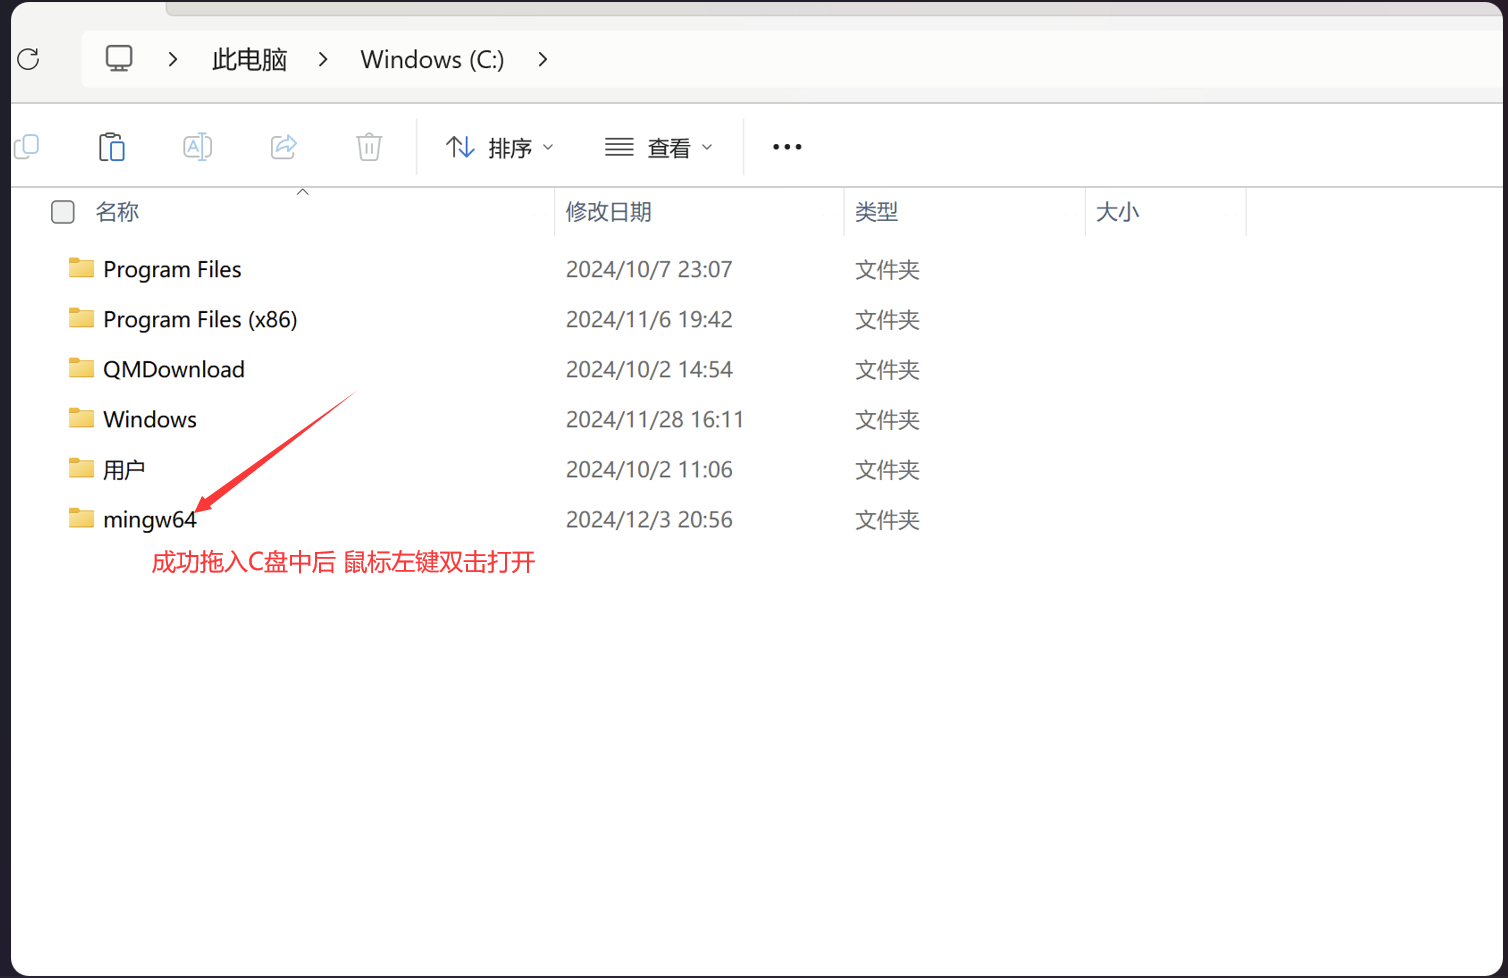 此电脑 Windows (C:)
排序 查看
名称 修改日期 类型 大小
Program Files 2024/10/7 23:07 文件夹
Program Files (x86) 2024/11/6 19:42 文件夹
QMDownload 2024/10/2 14:54 文件夹
Windows 2024/11/28 16:11 文件夹
用户 2024/10/2 11:06 文件夹
mingw64 2024/12/3 20:56 文件夹
成功拖入C盘中后 鼠标左键双击打开